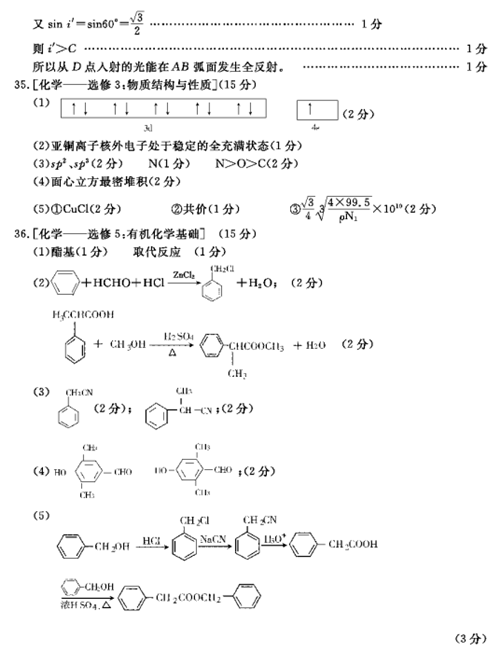 又 sin i′=sin60°=√3/2 ………………………………………… 1分
则 i′>C ………………………………………………………………… 1分
所以从 D 点入射的光能在 AB 弧面发生全反射。 ………………………… 1分
35.[化学——选修3:物质结构与性质](15分)
(1) ↑↓ ↑↓ ↑↓ ↑↓ ↑↓ ↑ (2分)
3d 4s
(2)亚铜离子核外电子处于稳定的全充满状态(1分)
(3)sp²、sp³(2分) N(1分) N>O>C(2分)
(4)面心立方最密堆积(2分)
(5)①CuCl(2分) ②共价(1分) ③√3/4 ∛(4×99.5/ρN₁)×10¹⁰(2分)
36.[化学——选修5:有机化学基础] (15分)
(1)酯基(1分) 取代反应 (1分)
(2) +HCHO+HCl ZnCl₂ CH₂Cl +H₂O; (2分)
H₃CCHCOOH + CH₃OH H₂SO₄ △ CHCOOCH₃ CH₃ + H₂O (2分)
(3) CH₂CN (2分); CH₃ CH—CN ;(2分)
(4) HO CH₃ CHO CH₃ HO CH₃ CHO CH₃ ;(2分)
(5)
CH₂OH HCl CH₂Cl NaCN CH₂CN H₃O⁺ CH₂COOH
CH₂OH 浓H₂SO₄,△ CH₂COOCH₂
(3分)